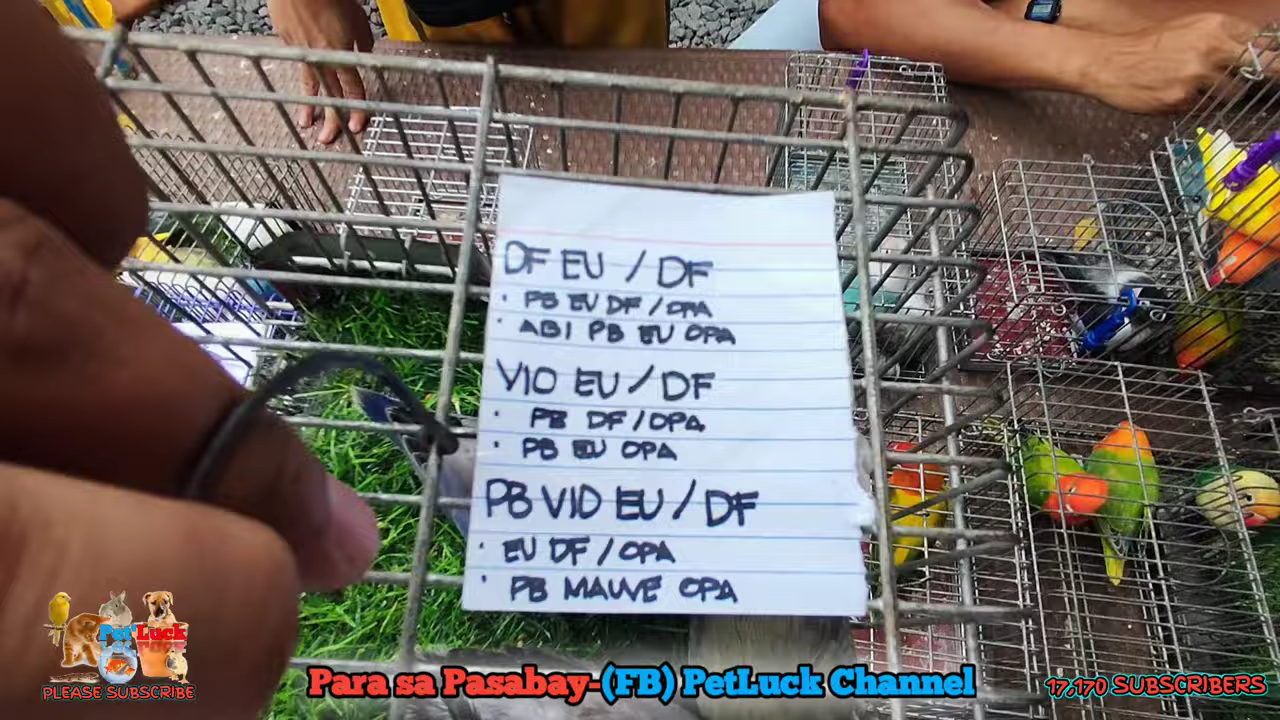 DF EU / DF
· PB EU DF / OPA
· ABI PB EU OPA
VIO EU / DF
· PB DF / OPA
· PB EU OPA
PB VIO EU / DF
· EU DF / OPA
· PB MAUVE OPA
Pet'Luck
PLEASE SUBSCRIBE
Para sa Pasabay-(FB) PetLuck Channel
17,170 SUBSCRIBERS